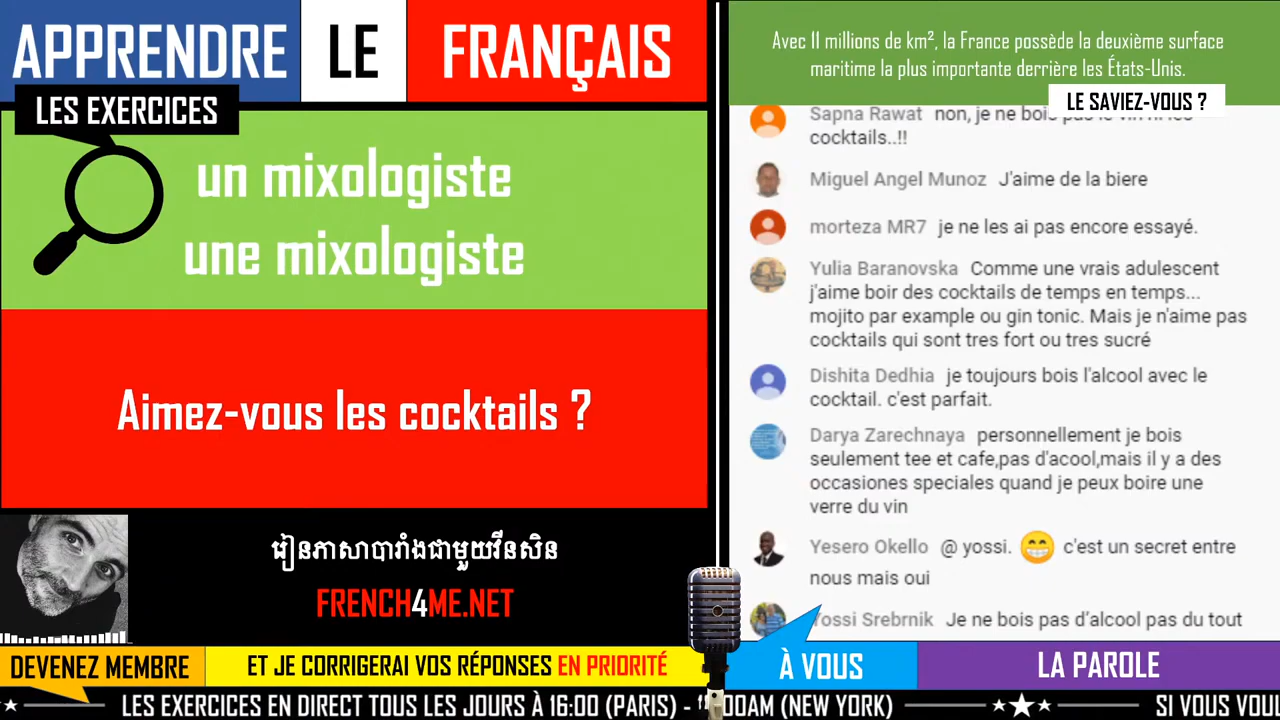 APPRENDRE LE FRANÇAIS
LES EXERCICES
un mixologiste
une mixologiste
Aimez-vous les cocktails ?
រៀនភាសាបារាំងជាមួយវីនសិន
FRENCH4ME.NET
DEVENEZ MEMBRE
ET JE CORRIGERAI VOS RÉPONSES EN PRIORITÉ
Avec 11 millions de km², la France possède la deuxième surface
maritime la plus importante derrière les États-Unis.
LE SAVIEZ-VOUS ?
Sapna Rawat non, je ne bois pas le vin ni les
cocktails..!!
Miguel Angel Munoz J'aime de la biere
morteza MR7 je ne les ai pas encore essayé.
Yulia Baranovska Comme une vrais adulescent
j'aime boir des cocktails de temps en temps...
mojito par example ou gin tonic. Mais je n'aime pas
cocktails qui sont tres fort ou tres sucré
Dishita Dedhia je toujours bois l'alcool avec le
cocktail. c'est parfait.
Darya Zarechnaya personnellement je bois
seulement tee et cafe,pas d'acool,mais il y a des
occasiones speciales quand je peux boire une
verre du vin
Yesero Okello @ yossi. 😁 c'est un secret entre
nous mais oui
Yossi Srebrnik Je ne bois pas d'alcool pas du tout
À VOUS
LA PAROLE
LES EXERCICES EN DIRECT TOUS LES JOURS À 16:00 (PARIS) - 00AM (NEW YORK) SI VOUS